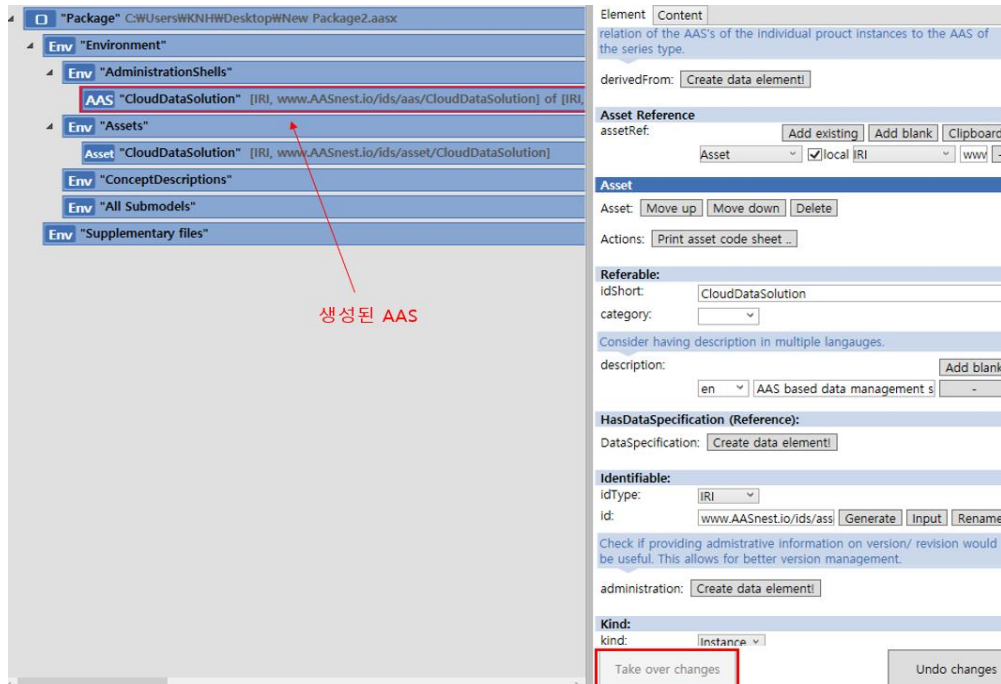 "Package" C:₩Users₩KNH₩Desktop₩New Package2.aasx
Env "Environment"
Env "AdministrationShells"
AAS "CloudDataSolution" [IRI, www.AASnest.io/ids/aas/CloudDataSolution] of [IRI,
Env "Assets"
Asset "CloudDataSolution" [IRI, www.AASnest.io/ids/asset/CloudDataSolution]
Env "ConceptDescriptions"
Env "All Submodels"
Env "Supplementary files"
생성된 AAS
Element Content
relation of the AAS's of the individual prouct instances to the AAS of
the series type.
derivedFrom: Create data element!
Asset Reference
assetRef: Add existing Add blank Clipboard
Asset local IRI www -
Asset
Asset: Move up Move down Delete
Actions: Print asset code sheet ..
Referable:
idShort: CloudDataSolution
category:
Consider having description in multiple langauges.
description: Add blank
en AAS based data management s -
HasDataSpecification (Reference):
DataSpecification: Create data element!
Identifiable:
idType: IRI
id: www.AASnest.io/ids/ass Generate Input Rename
Check if providing admistrative information on version/ revision would
be useful. This allows for better version management.
administration: Create data element!
Kind:
kind: Instance
Take over changes Undo changes